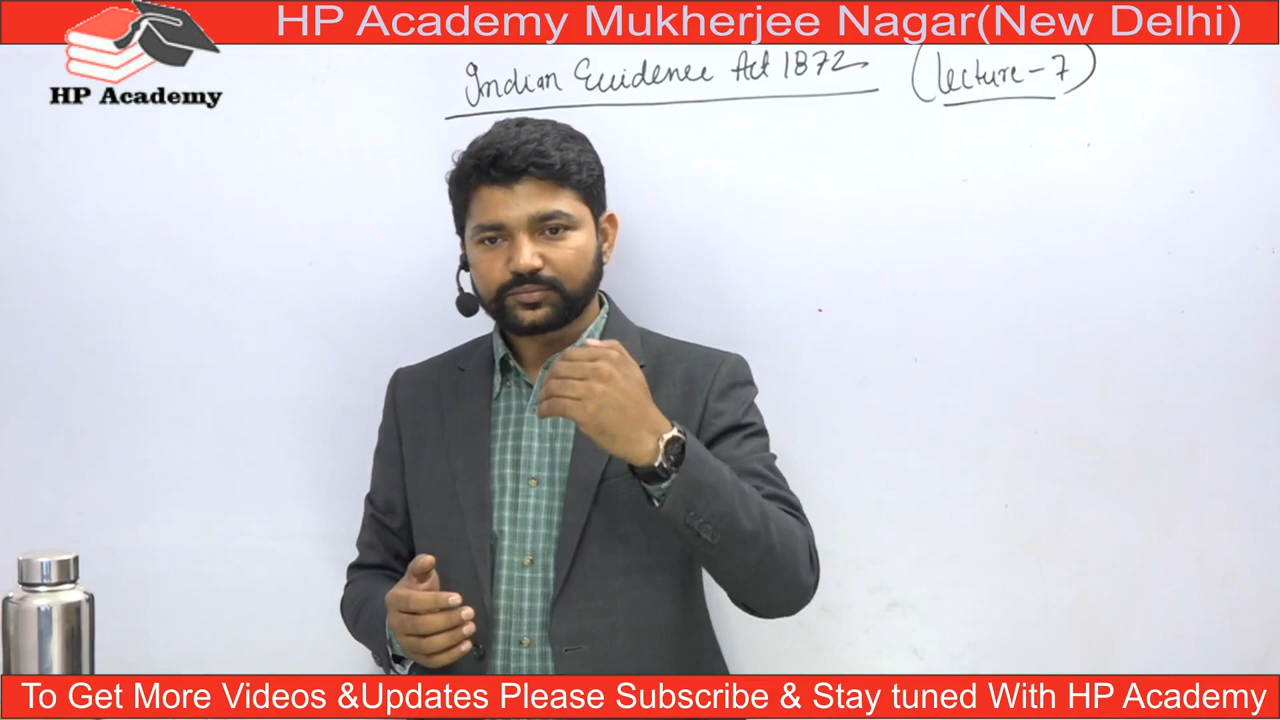 HP Academy Mukherjee Nagar(New Delhi)
HP Academy
Indian Evidence Act 1872 (Lecture-7)
To Get More Videos &Updates Please Subscribe & Stay tuned With HP Academy